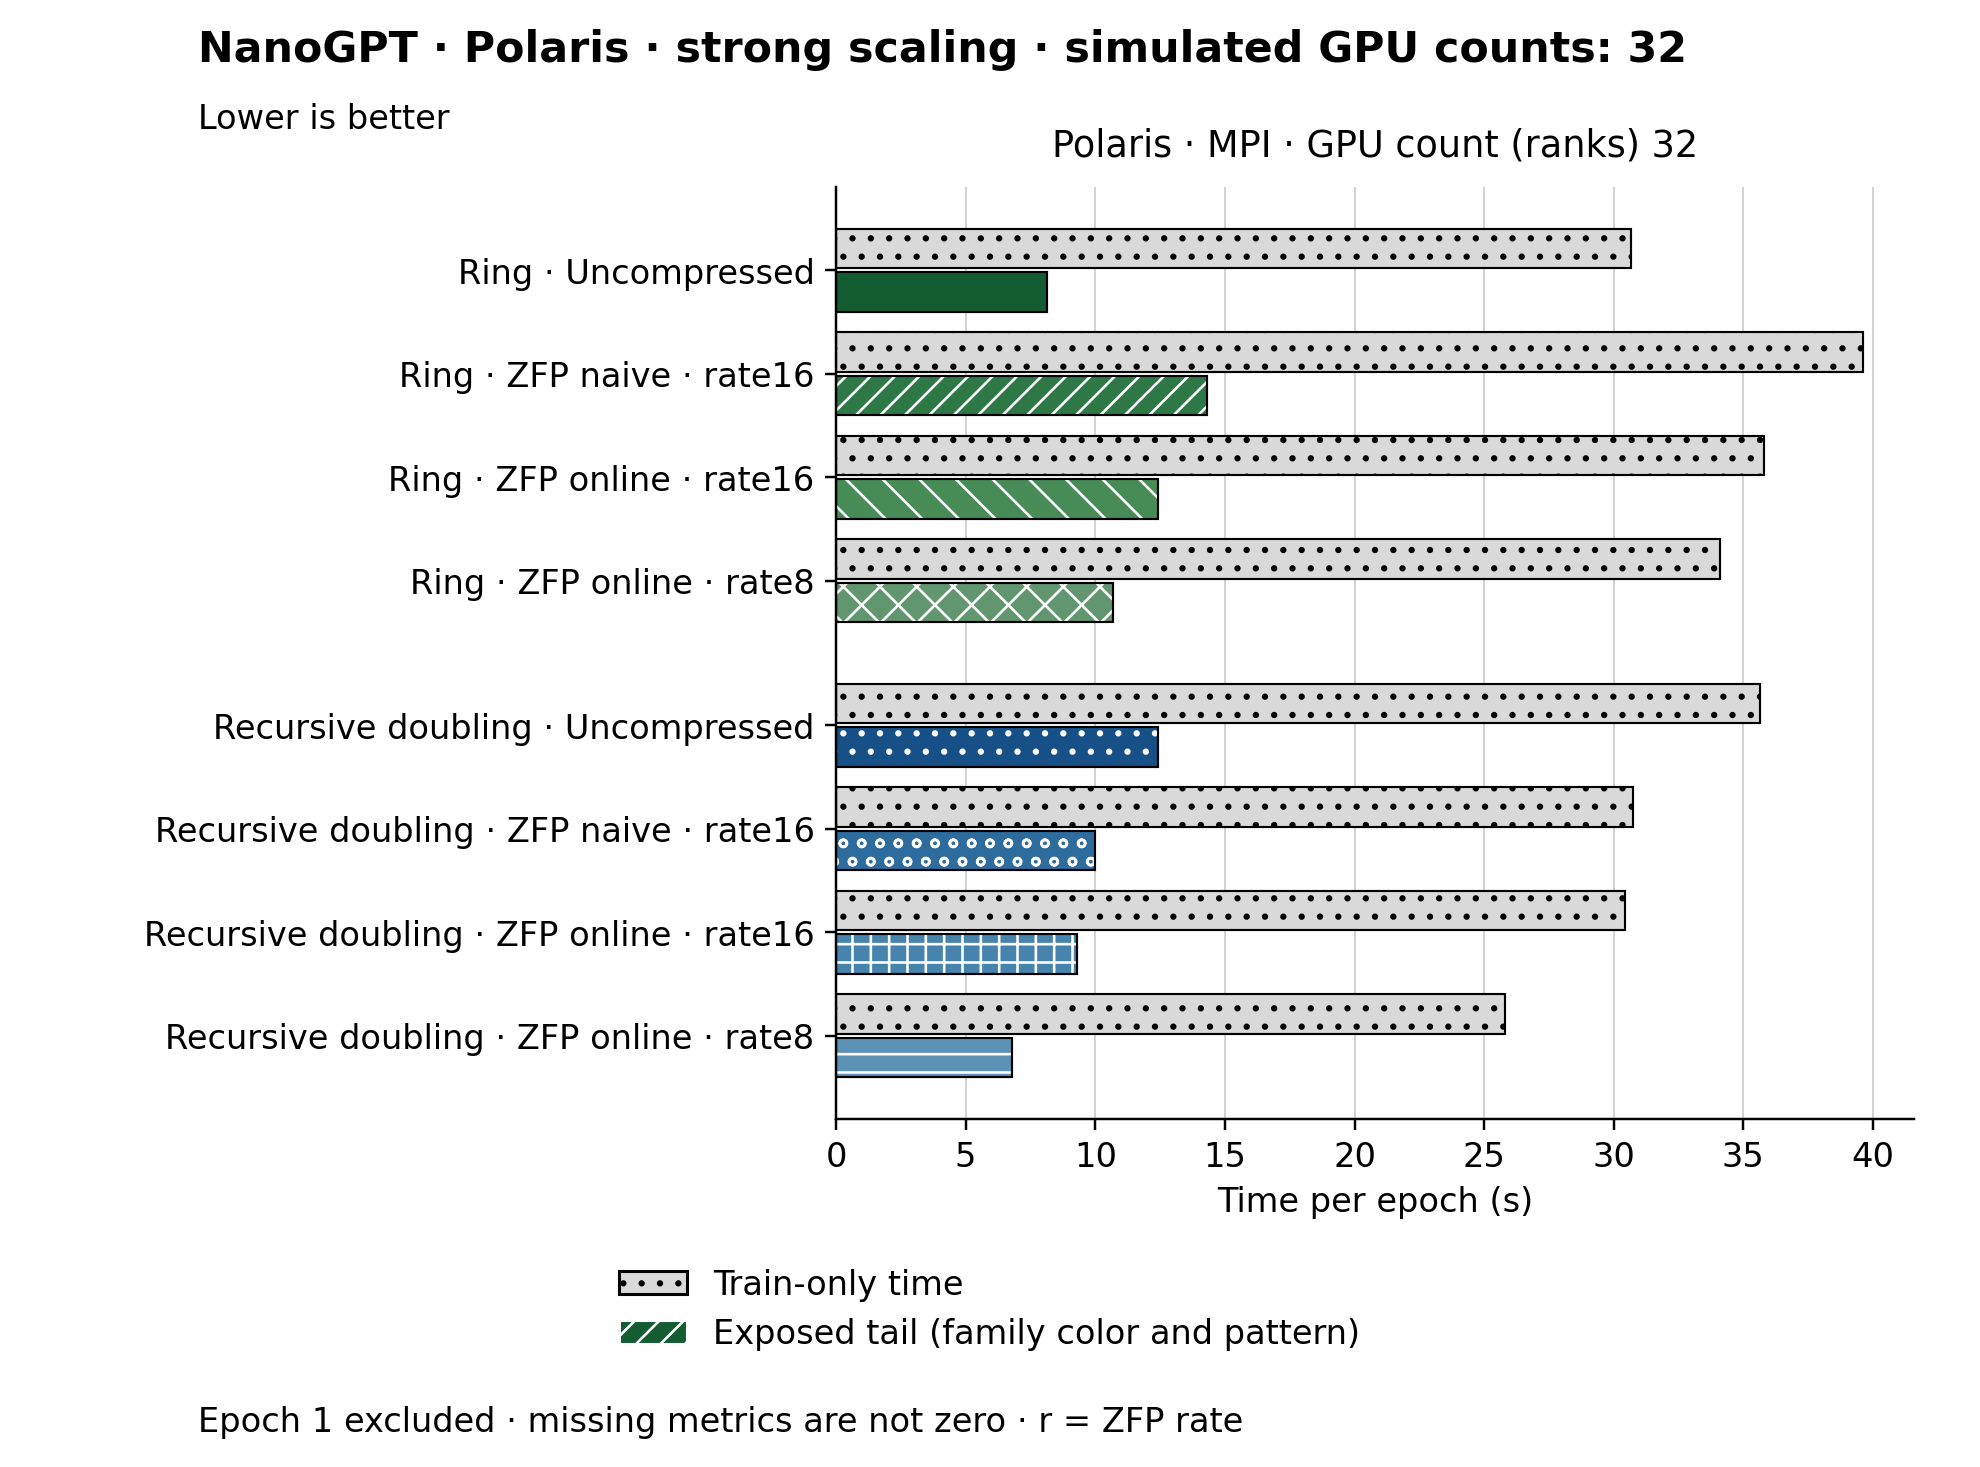 NanoGPT · Polaris · strong scaling · simulated GPU counts: 32
Lower is better
Polaris · MPI · GPU count (ranks) 32
Ring · Uncompressed
Ring · ZFP naive · rate16
Ring · ZFP online · rate16
Ring · ZFP online · rate8
Recursive doubling · Uncompressed
Recursive doubling · ZFP naive · rate16
Recursive doubling · ZFP online · rate16
Recursive doubling · ZFP online · rate8
0 5 10 15 20 25 30 35 40
Time per epoch (s)
Train-only time
Exposed tail (family color and pattern)
Epoch 1 excluded · missing metrics are not zero · r = ZFP rate